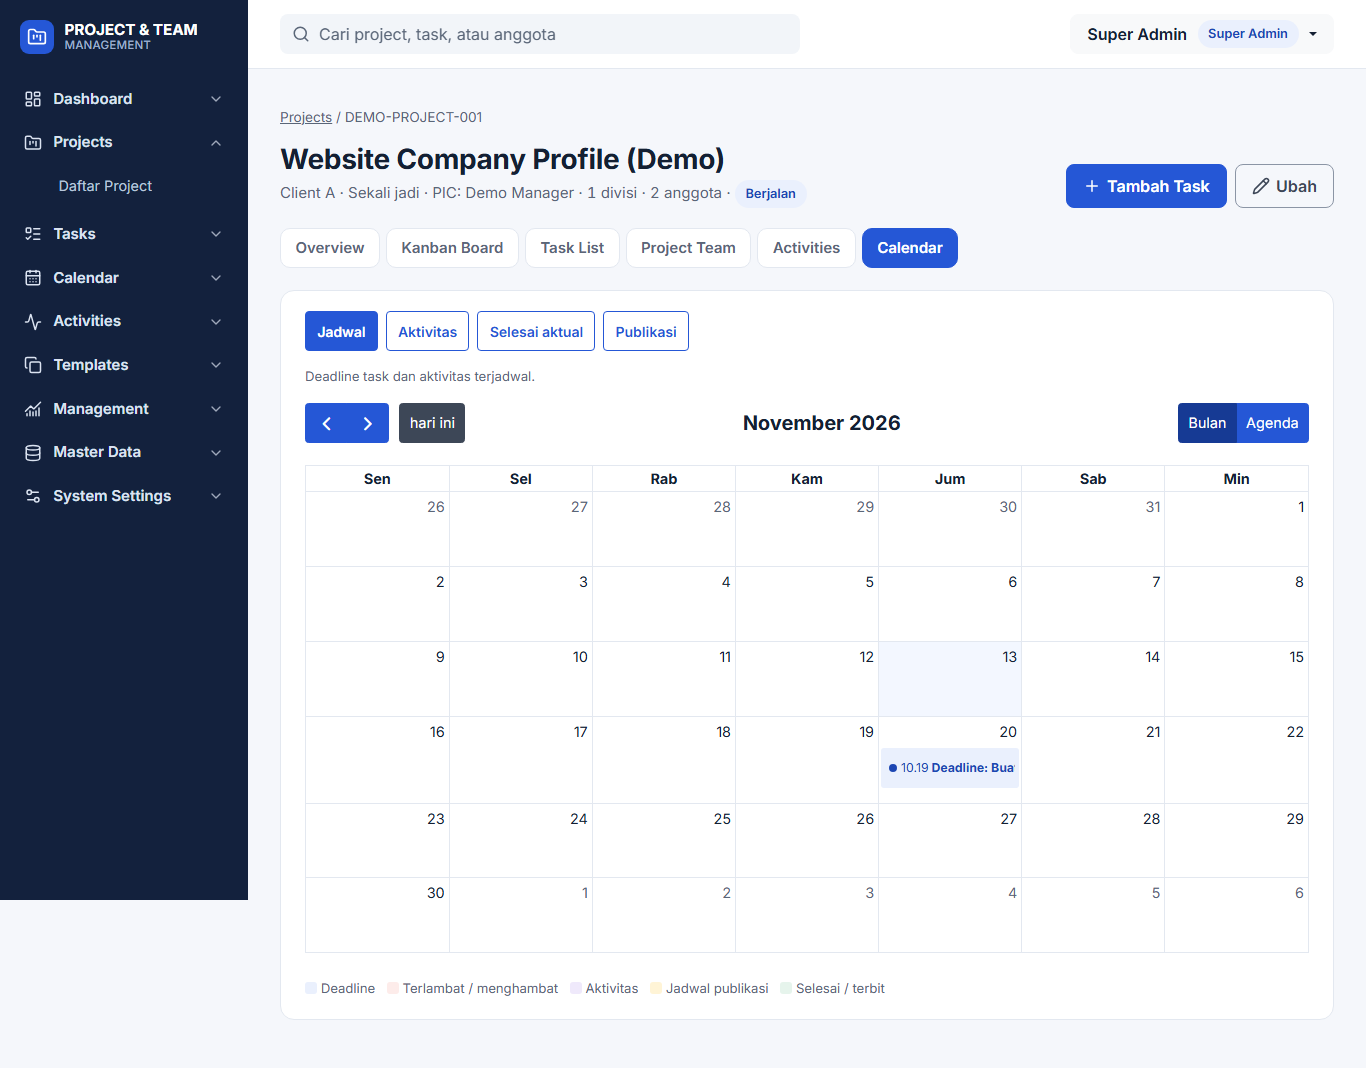 PROJECT & TEAM
MANAGEMENT
Dashboard
Projects
Daftar Project
Tasks
Calendar
Activities
Templates
Management
Master Data
System Settings
Cari project, task, atau anggota
Super Admin Super Admin
Projects / DEMO-PROJECT-001
Website Company Profile (Demo)
Client A · Sekali jadi · PIC: Demo Manager · 1 divisi · 2 anggota · Berjalan
Tambah Task Ubah
Overview Kanban Board Task List Project Team Activities Calendar
Jadwal Aktivitas Selesai aktual Publikasi
Deadline task dan aktivitas terjadwal.
hari ini November 2026 Bulan Agenda
Sen Sel Rab Kam Jum Sab Min
26 27 28 29 30 31 1
2 3 4 5 6 7 8
9 10 11 12 13 14 15
16 17 18 19 20 21 22
10.19 Deadline: Bua
23 24 25 26 27 28 29
30 1 2 3 4 5 6
Deadline Terlambat / menghambat Aktivitas Jadwal publikasi Selesai / terbit